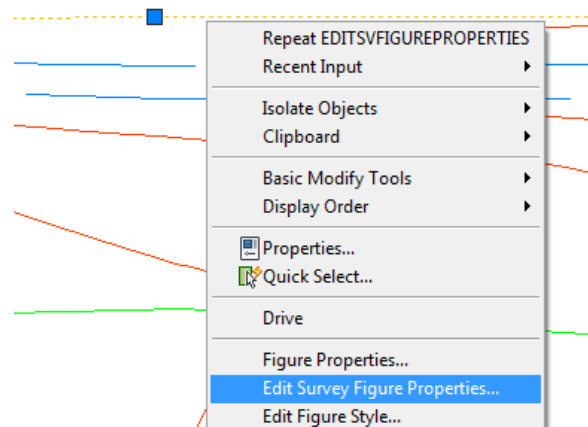 Repeat EDITSVFIGUREPROPERTIES
Recent Input
Isolate Objects
Clipboard
Basic Modify Tools
Display Order
Properties...
Quick Select...
Drive
Figure Properties...
Edit Survey Figure Properties...
Edit Figure Style...